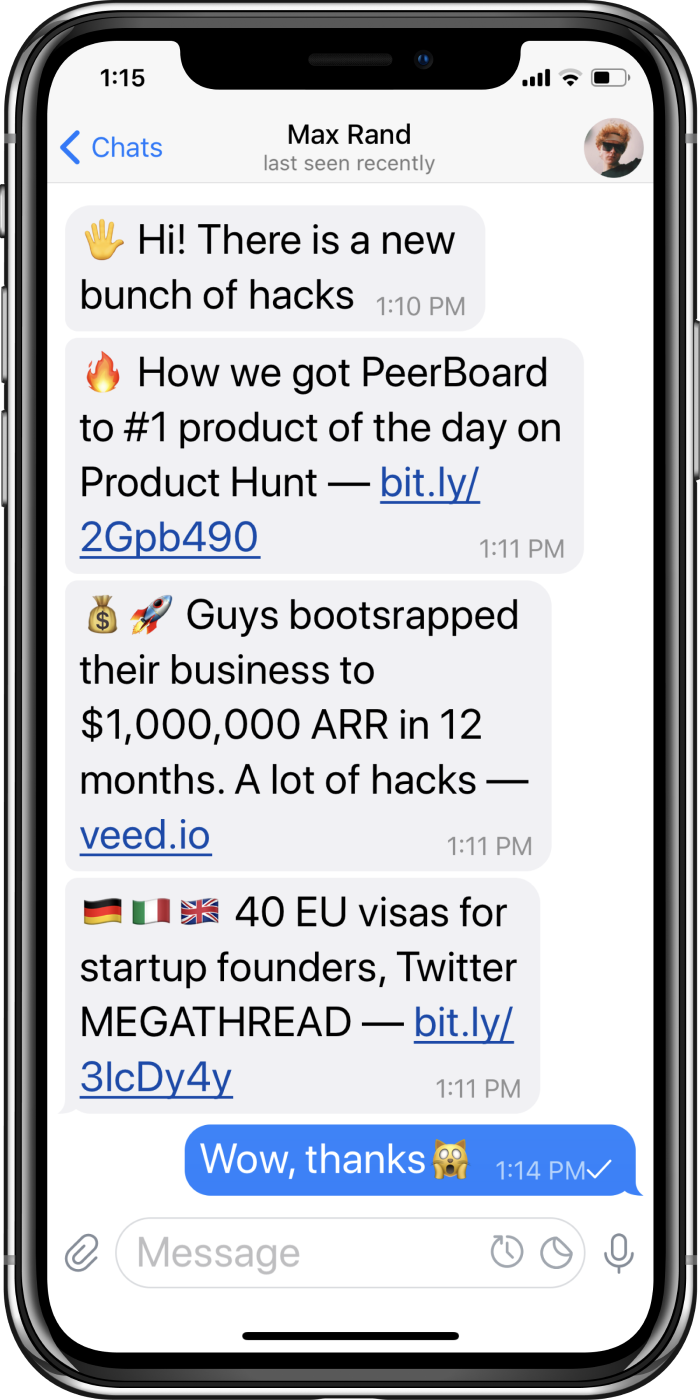 1:15
Chats
Max Rand
last seen recently
🖐 Hi! There is a new
bunch of hacks 1:10 PM
🔥 How we got PeerBoard
to #1 product of the day on
Product Hunt — bit.ly/
2Gpb490 1:11 PM
💰🚀 Guys bootsrapped
their business to
$1,000,000 ARR in 12
months. A lot of hacks —
veed.io 1:11 PM
🇩🇪 🇮🇹 🇬🇧 40 EU visas for
startup founders, Twitter
MEGATHREAD — bit.ly/
3lcDy4y 1:11 PM
Wow, thanks🙀 1:14 PM✓
Message